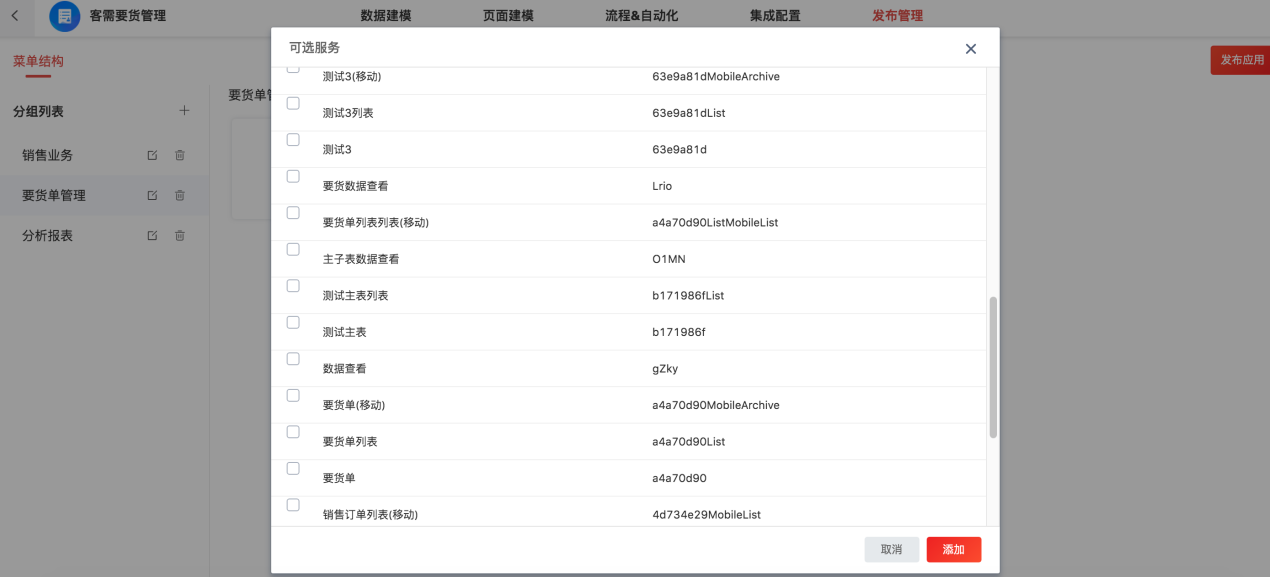 客需要货管理 数据建模 页面建模 流程&自动化 集成配置 发布管理
菜单结构
发布应用
分组列表
要货单管
销售业务
要货单管理
分析报表
可选服务
测试3(移动) 63e9a81dMobileArchive
测试3列表 63e9a81dList
测试3 63e9a81d
要货数据查看 Lrio
要货单列表列表(移动) a4a70d90ListMobileList
主子表数据查看 O1MN
测试主表列表 b171986fList
测试主表 b171986f
数据查看 gZky
要货单(移动) a4a70d90MobileArchive
要货单列表 a4a70d90List
要货单 a4a70d90
销售订单列表(移动) 4d734e29MobileList
取消 添加